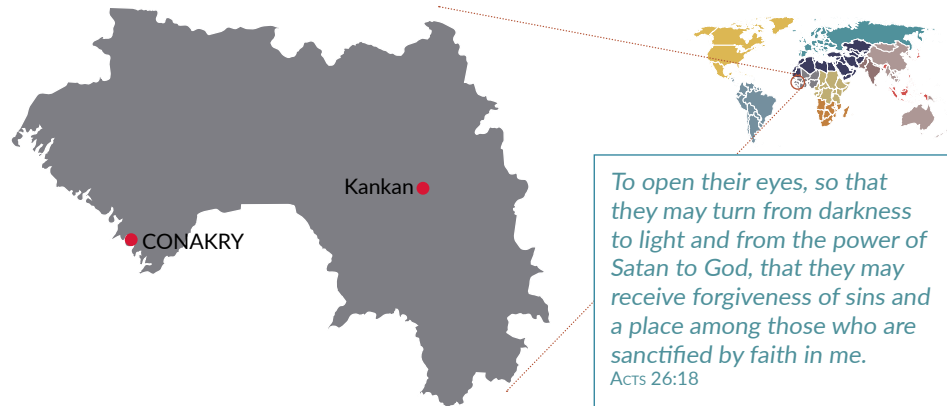 Kankan
CONAKRY
To open their eyes, so that
they may turn from darkness
to light and from the power of
Satan to God, that they may
receive forgiveness of sins and
a place among those who are
sanctified by faith in me.
Acts 26:18